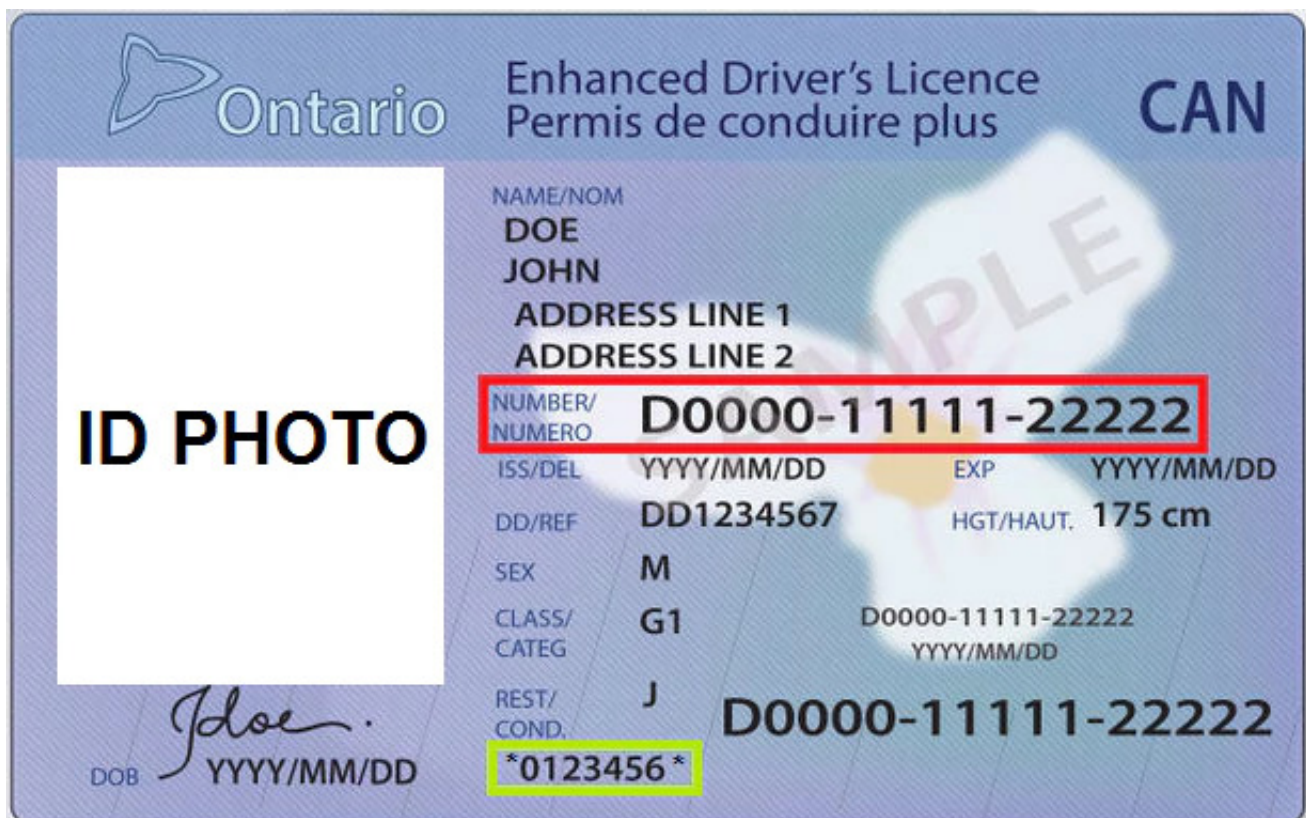 Ontario
Enhanced Driver's Licence
Permis de conduire plus
CAN
NAME/NOM
DOE
JOHN
ADDRESS LINE 1
ADDRESS LINE 2
ID PHOTO
NUMBER/
NUMERO
D0000-11111-22222
ISS/DEL YYYY/MM/DD EXP YYYY/MM/DD
DD/REF DD1234567 HGT/HAUT. 175 cm
SEX M
CLASS/
CATEG
G1
D0000-11111-22222
YYYY/MM/DD
REST/
COND.
J
D0000-11111-22222
*0123456*
Jdoe
DOB YYYY/MM/DD
SAMPLE